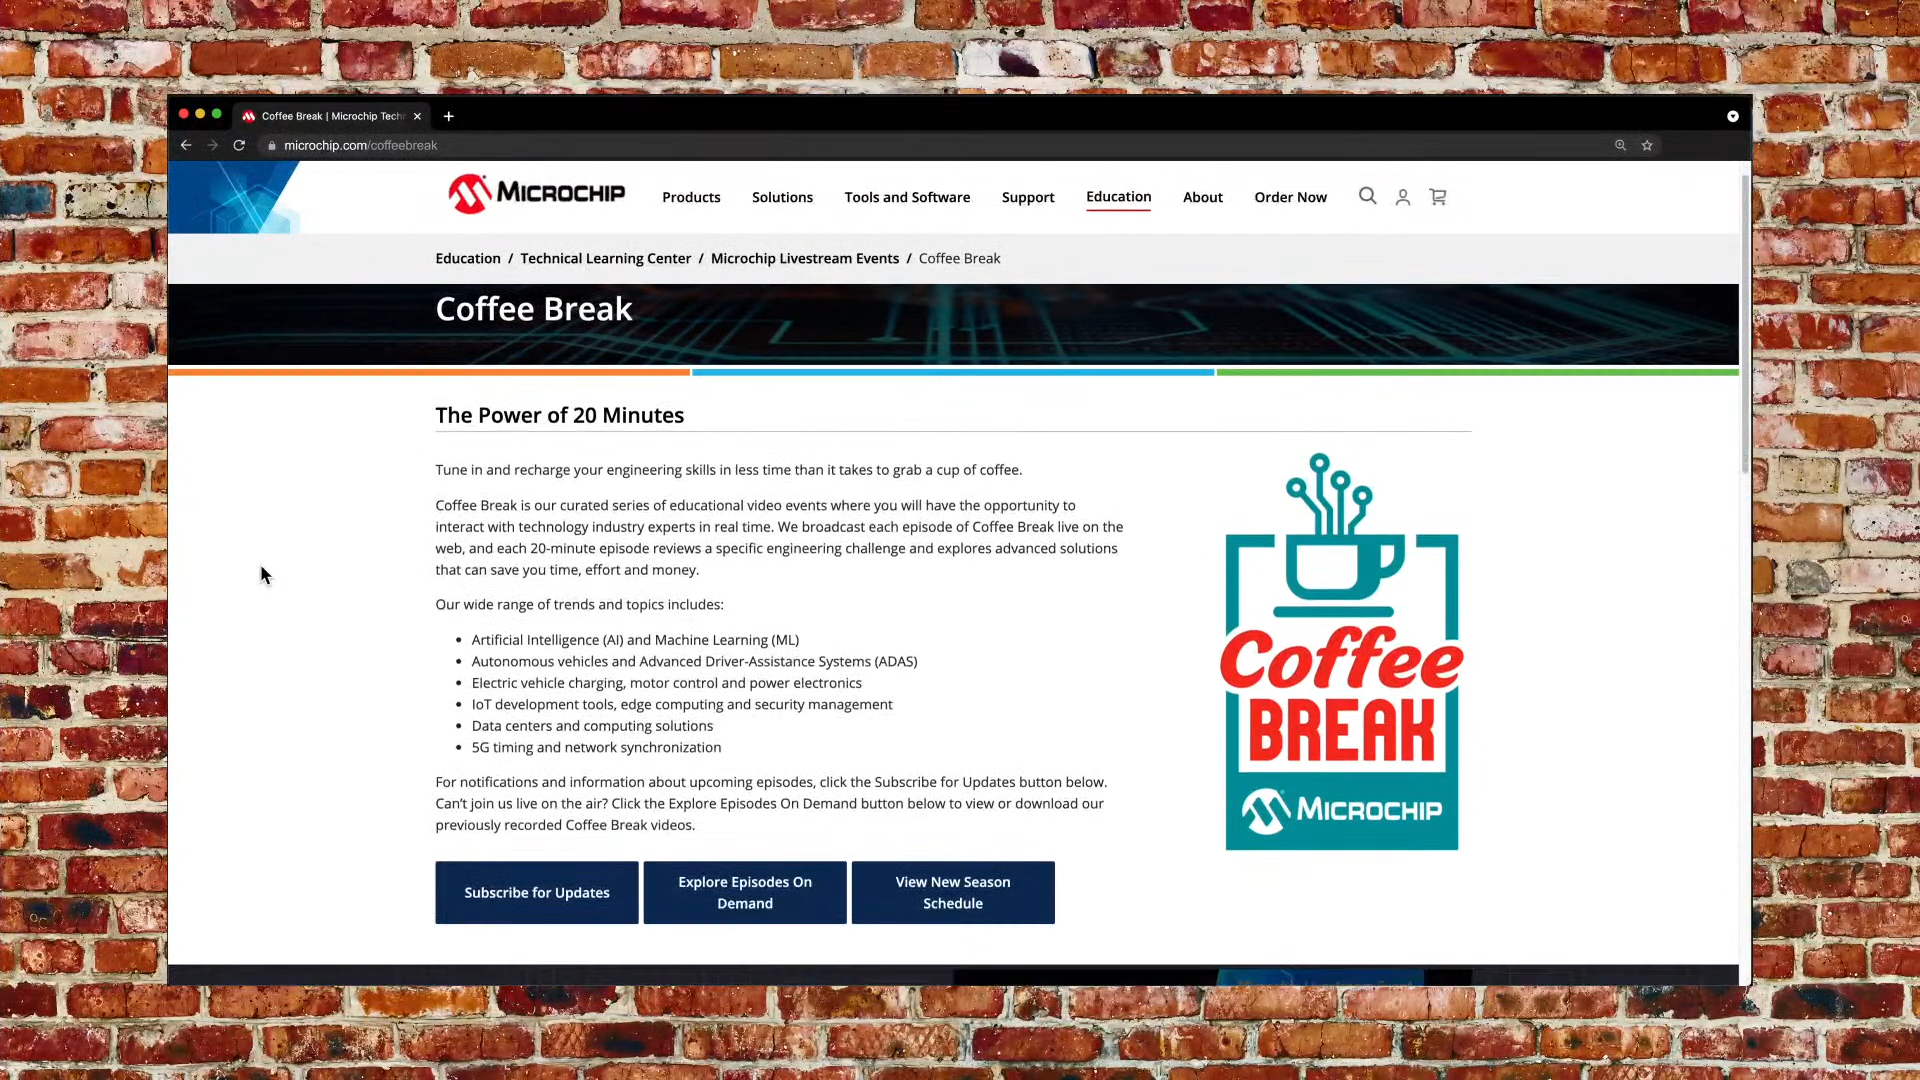 Coffee Break | Microchip Tech
microchip.com/coffeebreak
MICROCHIP
Products
Solutions
Tools and Software
Support
Education
About
Order Now
Education / Technical Learning Center / Microchip Livestream Events / Coffee Break
Coffee Break
The Power of 20 Minutes
Tune in and recharge your engineering skills in less time than it takes to grab a cup of coffee.
Coffee Break is our curated series of educational video events where you will have the opportunity to
interact with technology industry experts in real time. We broadcast each episode of Coffee Break live on the
web, and each 20-minute episode reviews a specific engineering challenge and explores advanced solutions
that can save you time, effort and money.
Our wide range of trends and topics includes:
• Artificial Intelligence (AI) and Machine Learning (ML)
• Autonomous vehicles and Advanced Driver-Assistance Systems (ADAS)
• Electric vehicle charging, motor control and power electronics
• IoT development tools, edge computing and security management
• Data centers and computing solutions
• 5G timing and network synchronization
For notifications and information about upcoming episodes, click the Subscribe for Updates button below.
Can't join us live on the air? Click the Explore Episodes On Demand button below to view or download our
previously recorded Coffee Break videos.
Subscribe for Updates
Explore Episodes On
Demand
View New Season
Schedule
Coffee
BREAK
MICROCHIP